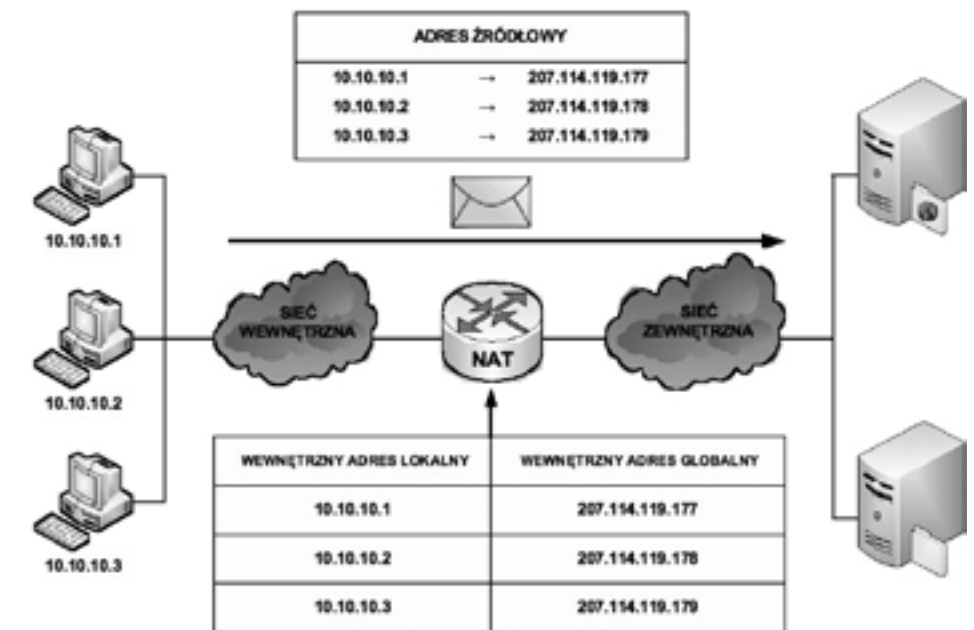 ADRES ŹRÓDŁOWY
10.10.10.1 → 207.114.119.177
10.10.10.2 → 207.114.119.178
10.10.10.3 → 207.114.119.179
10.10.10.1
SIEĆ
WEWNĘTRZNA
NAT
SIEĆ
ZEWNĘTRZNA
10.10.10.2
10.10.10.3
WEWNĘTRZNY ADRES LOKALNY WEWNĘTRZNY ADRES GLOBALNY
10.10.10.1 207.114.119.177
10.10.10.2 207.114.119.178
10.10.10.3 207.114.119.179